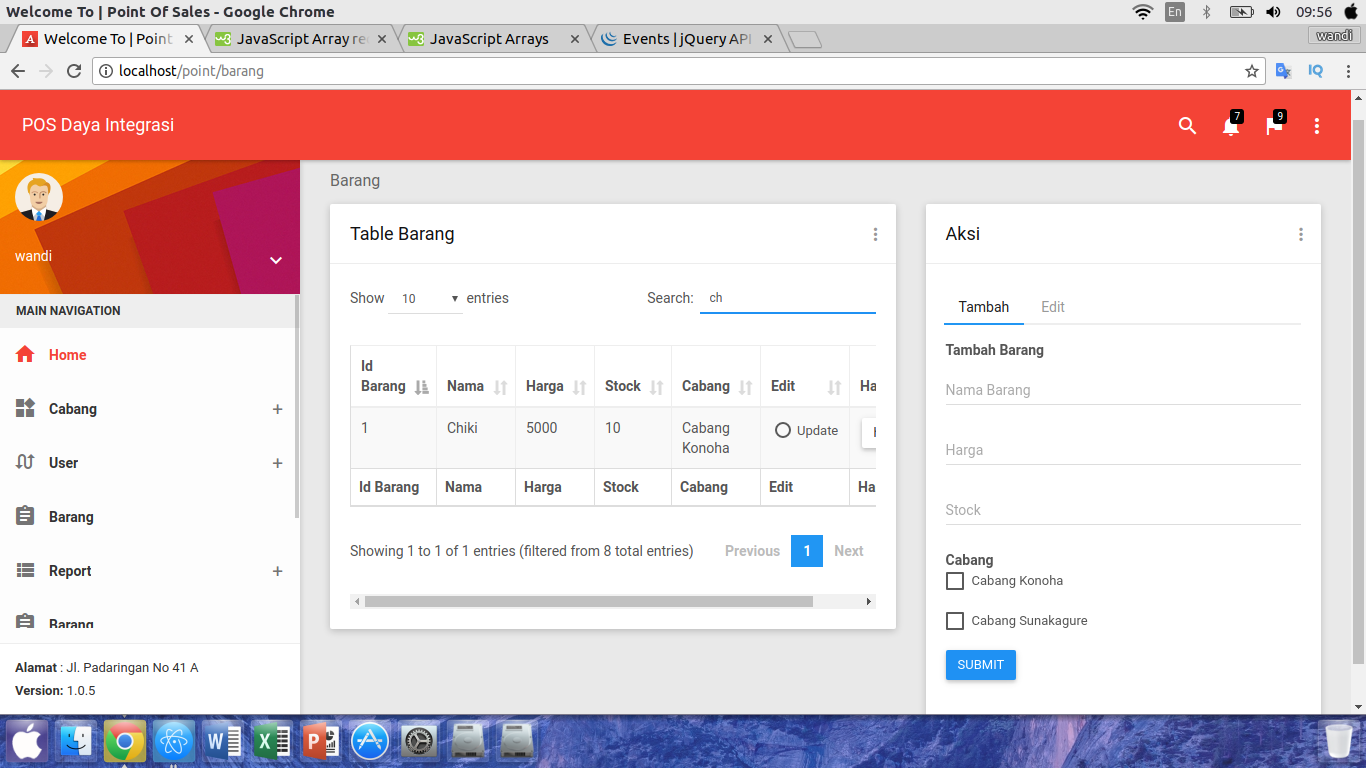 Welcome To | Point Of Sales - Google Chrome
En
09:56
Welcome To | Point
JavaScript Array re
JavaScript Arrays
Events | jQuery API
wandi
localhost/point/barang
POS Daya Integrasi
7
9
wandi
MAIN NAVIGATION
Home
Cabang
User
Barang
Report
Barang
Alamat : Jl. Padaringan No 41 A
Version: 1.0.5
Barang
Table Barang
Show 10 entries
Search: ch
Id Barang Nama Harga Stock Cabang Edit Ha
1 Chiki 5000 10 Cabang Konoha Update
Id Barang Nama Harga Stock Cabang Edit Ha
Showing 1 to 1 of 1 entries (filtered from 8 total entries)
Previous 1 Next
Aksi
Tambah Edit
Tambah Barang
Nama Barang
Harga
Stock
Cabang
Cabang Konoha
Cabang Sunakagure
SUBMIT